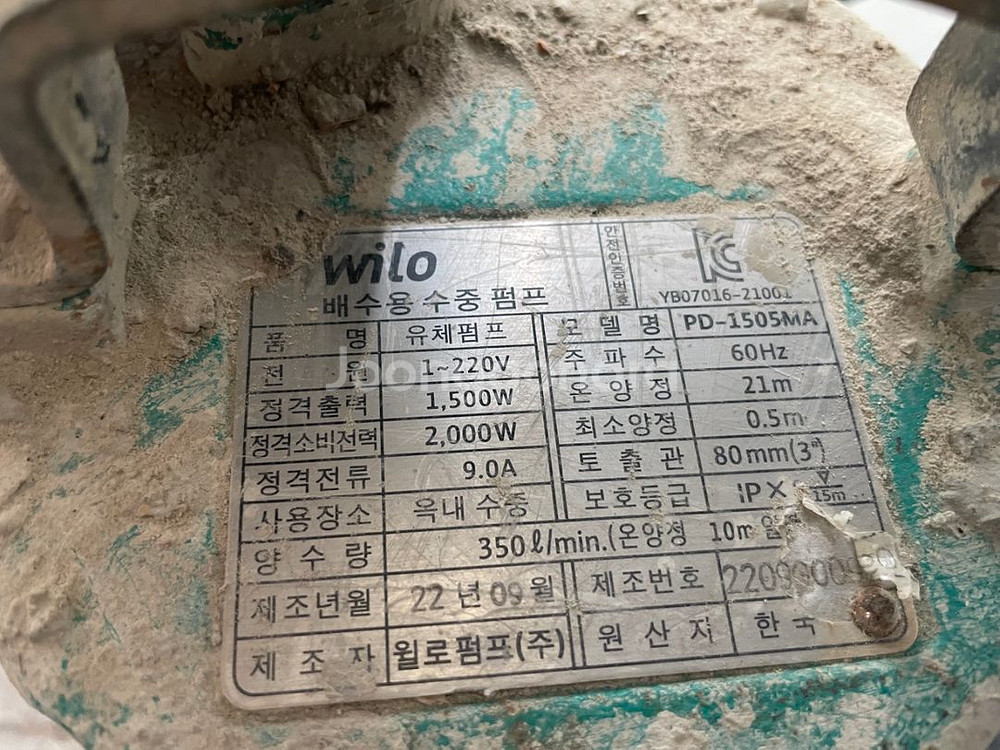 wilo
배수용 수중 펌프
안전인증번호
YB07016-21001
품 명 유체펌프 모 델 명 PD-1505MA
전 원 1~220V 주 파 수 60Hz
정격출력 1,500W 온 양 정 21m
정격소비전력 2,000W 최소양정 0.5m
정격전류 9.0A 토 출 관 80mm(3")
사용장소 옥내 수중 보호등급 IPX 15m
양 수 량 350ℓ/min.(온양정 10m
제조년월 22년 09월 제조번호
제 조 자 윌로펌프(주) 원 산 지 한국